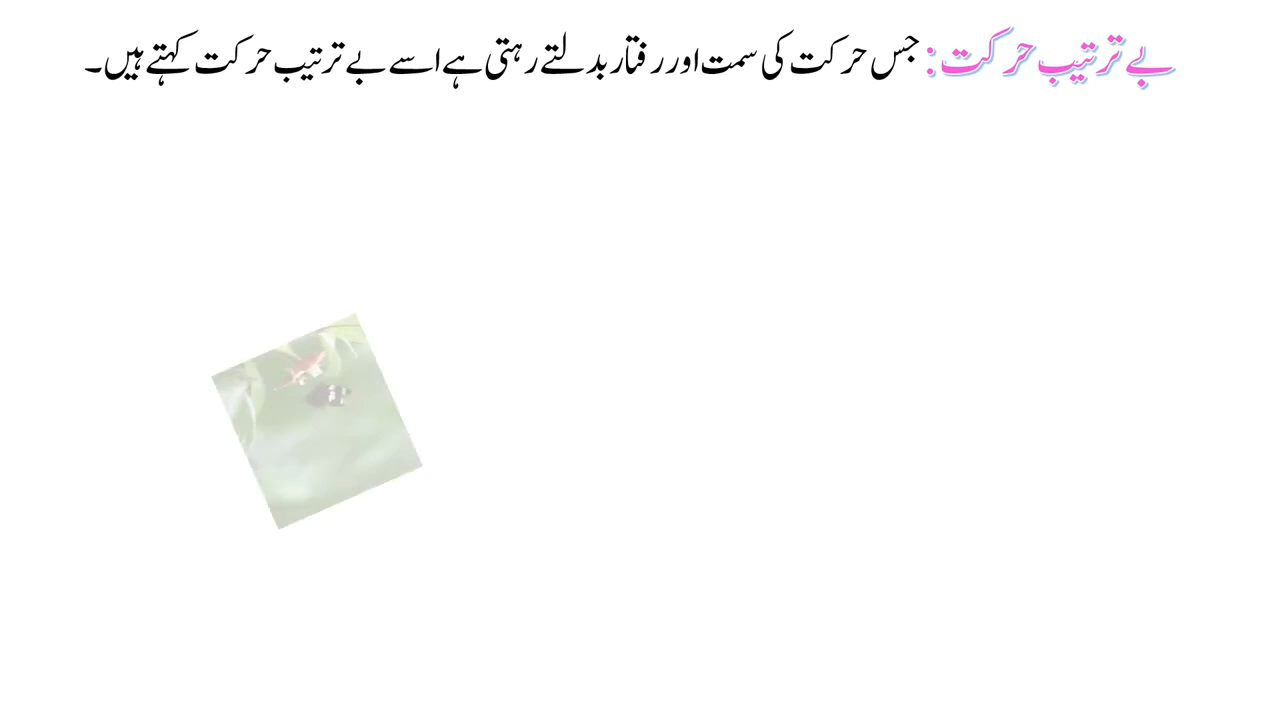 بے ترتیب حرکت: جس حرکت کی سمت اور رفتار بدلتے رہتی ہے اسے بے ترتیب حرکت کہتے ہیں۔